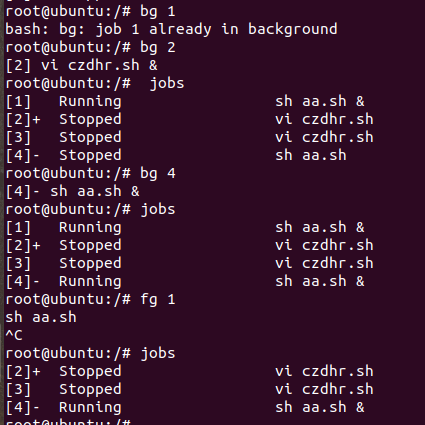 root@ubuntu:/# bg 1
bash: bg: job 1 already in background
root@ubuntu:/# bg 2
[2] vi czdhr.sh &
root@ubuntu:/#  jobs
[1]   Running                 sh aa.sh &
[2]+  Stopped                 vi czdhr.sh
[3]   Stopped                 vi czdhr.sh
[4]-  Stopped                 sh aa.sh
root@ubuntu:/# bg 4
[4]- sh aa.sh &
root@ubuntu:/# jobs
[1]   Running                 sh aa.sh &
[2]+  Stopped                 vi czdhr.sh
[3]   Stopped                 vi czdhr.sh
[4]-  Running                 sh aa.sh &
root@ubuntu:/# fg 1
sh aa.sh
^C
root@ubuntu:/# jobs
[2]+  Stopped                 vi czdhr.sh
[3]   Stopped                 vi czdhr.sh
[4]-  Running                 sh aa.sh &
root@ubuntu:/#